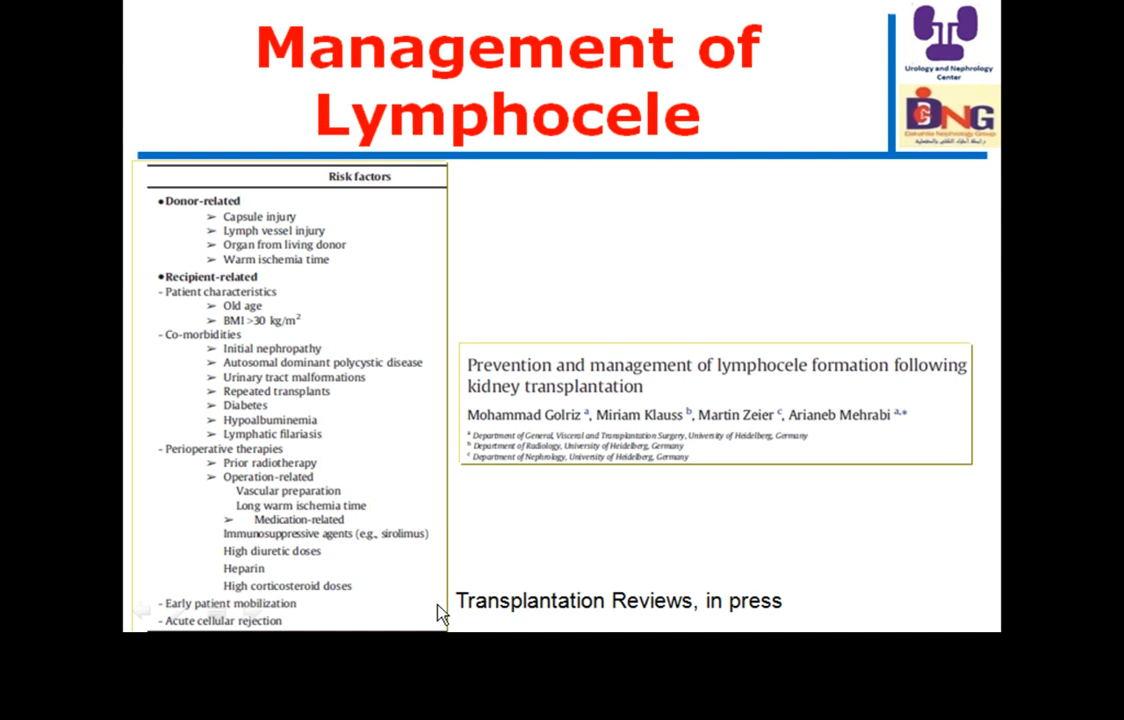 Management of
Lymphocele
Urology and Nephrology
Center
DNG
Dakahlia Nephrology Group
Risk factors
●Donor-related
➢ Capsule injury
➢ Lymph vessel injury
➢ Organ from living donor
➢ Warm ischemia time
●Recipient-related
- Patient characteristics
➢ Old age
➢ BMI >30 kg/m²
- Co-morbidities
➢ Initial nephropathy
➢ Autosomal dominant polycystic disease
➢ Urinary tract malformations
➢ Repeated transplants
➢ Diabetes
➢ Hypoalbuminemia
➢ Lymphatic filariasis
- Perioperative therapies
➢ Prior radiotherapy
➢ Operation-related
Vascular preparation
Long warm ischemia time
➢ Medication-related
Immunosuppressive agents (e.g., sirolimus)
High diuretic doses
Heparin
High corticosteroid doses
- Early patient mobilization
- Acute cellular rejection
Prevention and management of lymphocele formation following
kidney transplantation
Mohammad Golriz ᵃ, Miriam Klauss ᵇ, Martin Zeier ᶜ, Arianeb Mehrabi ᵃ,*
ᵃ Department of General, Visceral and Transplantation Surgery, University of Heidelberg, Germany
ᵇ Department of Radiology, University of Heidelberg, Germany
ᶜ Department of Nephrology, University of Heidelberg, Germany
Transplantation Reviews, in press